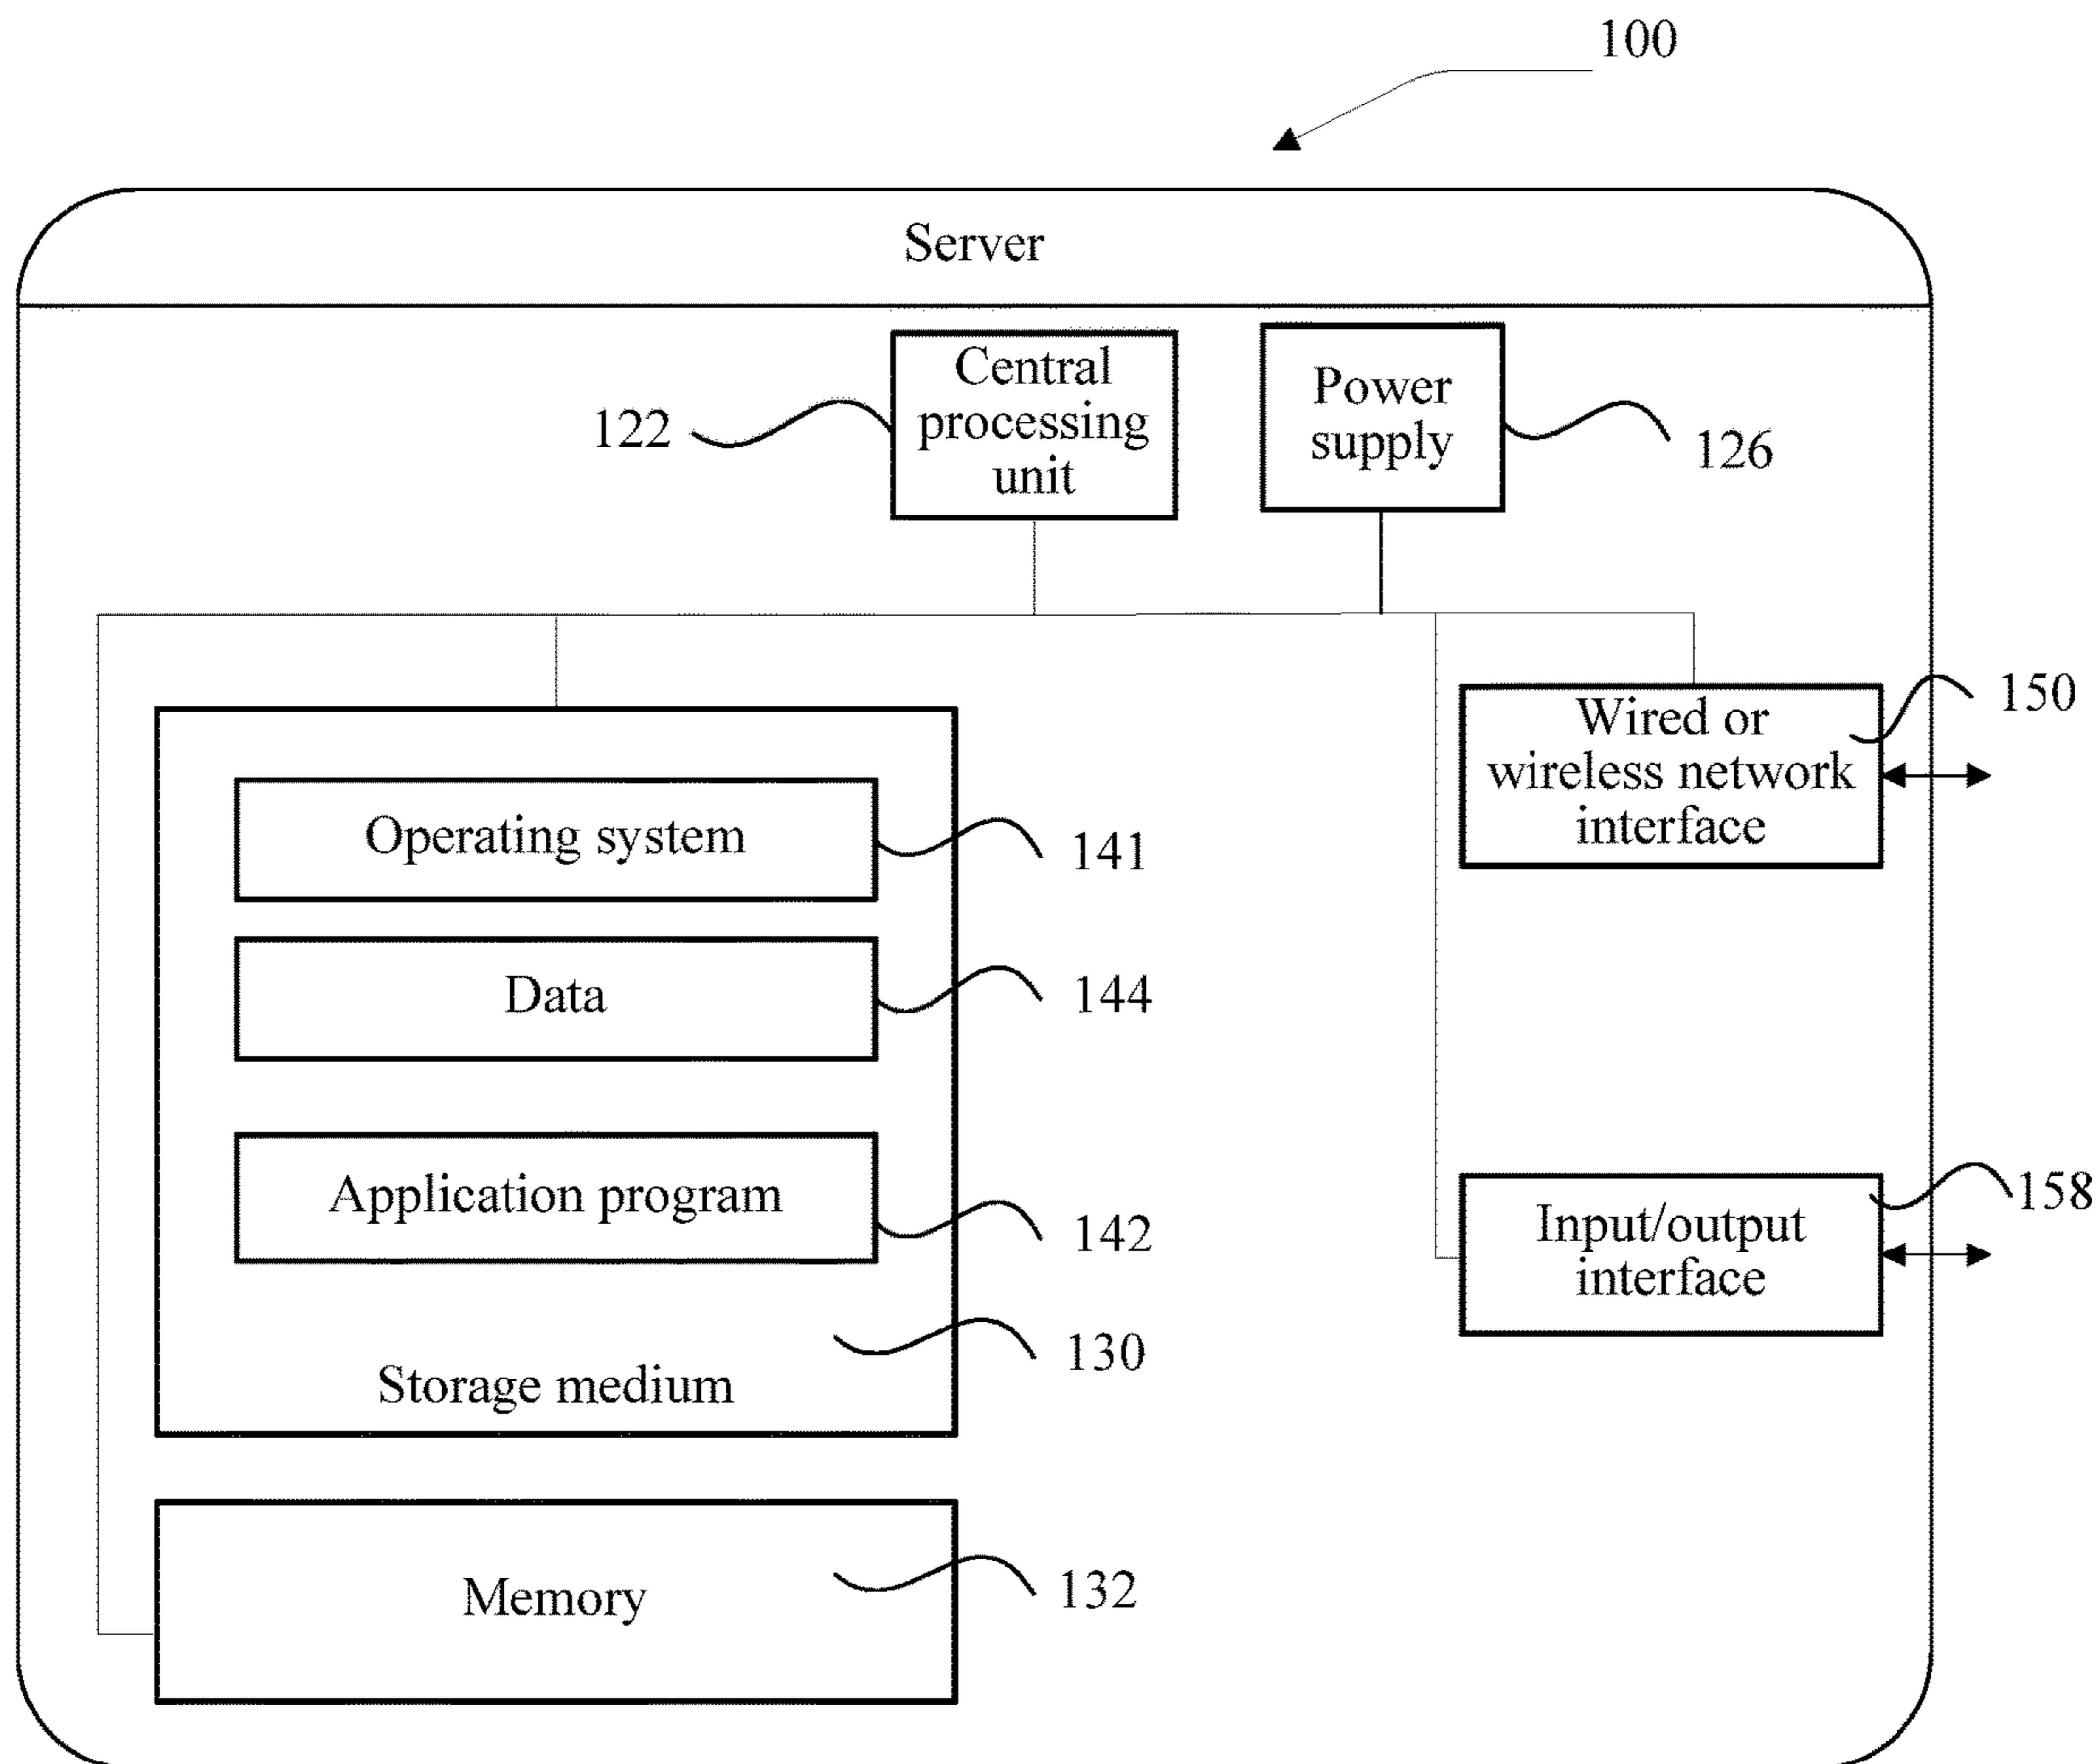 100
Server
Central
processing
unit
122
Power
supply
126
Operating system
141
Data
144
Application program
142
130
Storage medium
Memory
132
Wired or
wireless network
interface
150
Input/output
interface
158